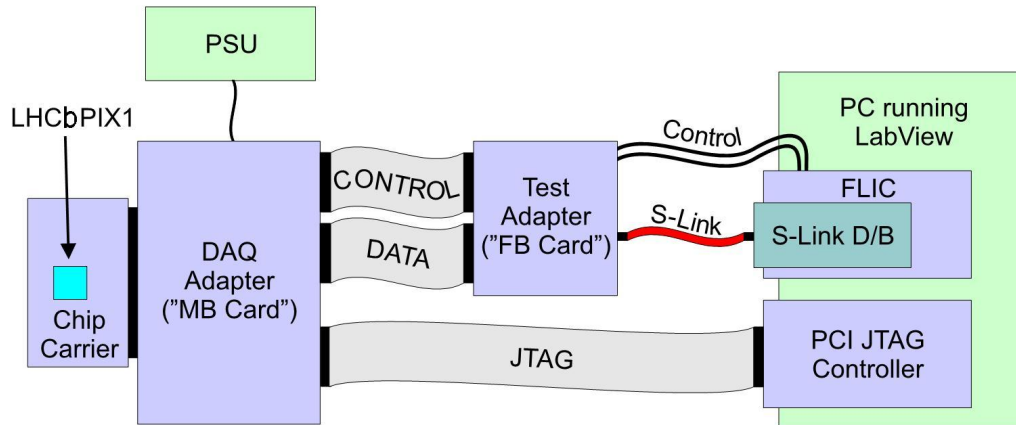 PSU
LHCbPIX1
PC running
LabView
Control
CONTROL
Test
Adapter
("FB Card")
FLIC
S-Link
S-Link D/B
DATA
DAQ
Adapter
("MB Card")
Chip
Carrier
JTAG
PCI JTAG
Controller